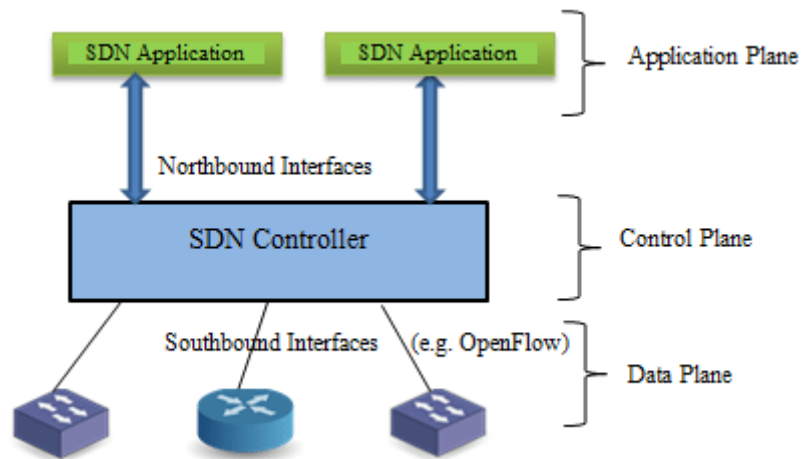 SDN Application
SDN Application
Application Plane
Northbound Interfaces
SDN Controller
Control Plane
Southbound Interfaces (e.g. OpenFlow)
Data Plane